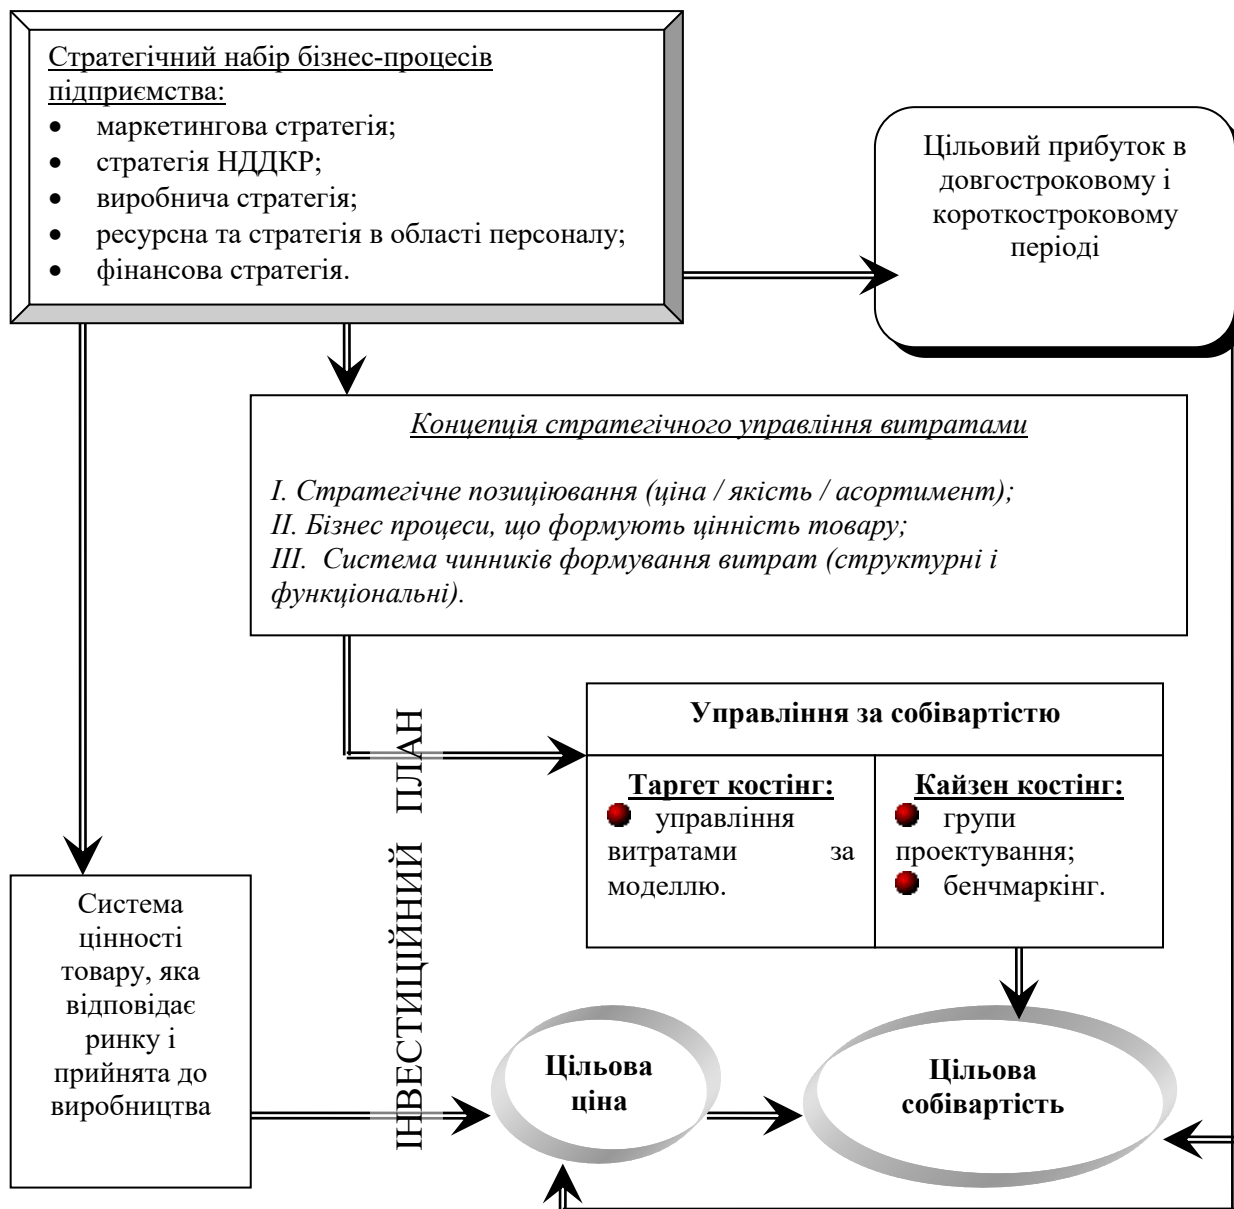 Стратегічний набір бізнес-процесів
підприємства:
• маркетингова стратегія;
• стратегія НДДКР;
• виробнича стратегія;
• ресурсна та стратегія в області персоналу;
• фінансова стратегія.
Цільовий прибуток в
довгостроковому і
короткостроковому
періоді
Концепція стратегічного управління витратами
I. Стратегічне позиціювання (ціна / якість / асортимент);
II. Бізнес процеси, що формують цінність товару;
III. Система чинників формування витрат (структурні і
функціональні).
ІНВЕСТИЦІЙНИЙ ПЛАН
Управління за собівартістю
Таргет костінг:
управління
витратами за
моделлю.
Кайзен костінг:
групи
проектування;
бенчмаркінг.
Система
цінності
товару, яка
відповідає
ринку і
прийнята до
виробництва
Цільова
ціна
Цільова
собівартість